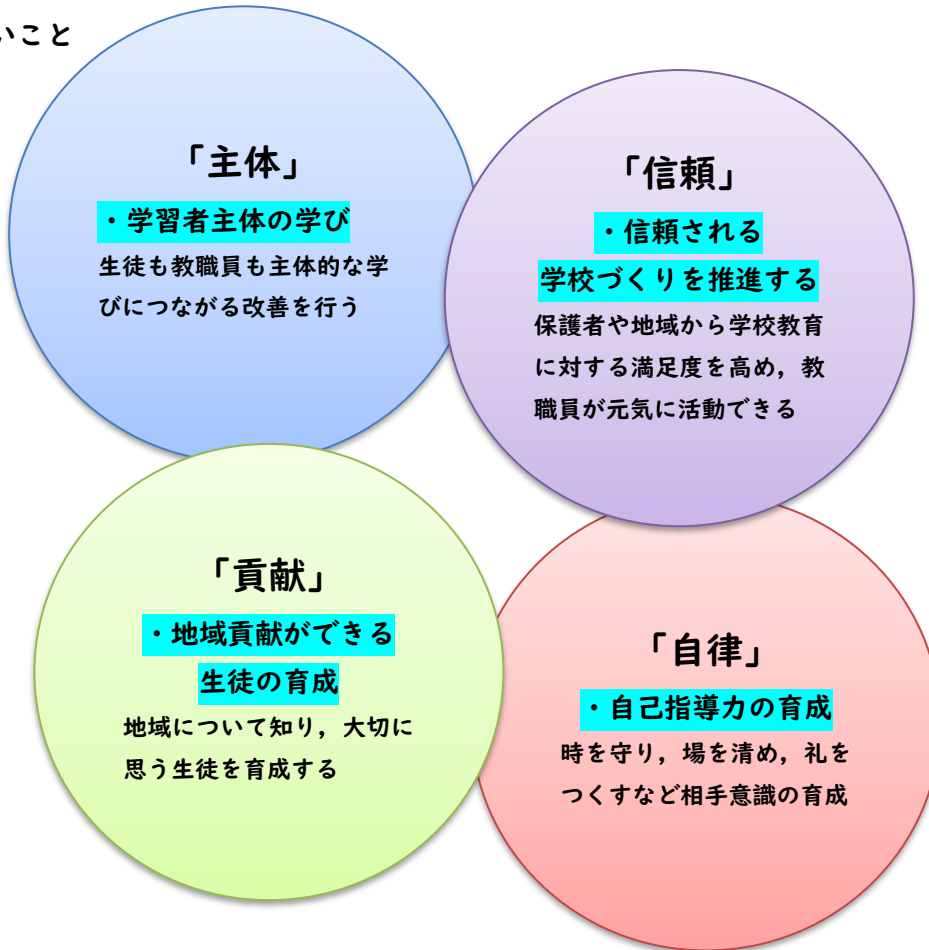 いこと
「主体」
・学習者主体の学び
生徒も教職員も主体的な学
びにつながる改善を行う
「信頼」
・信頼される
学校づくりを推進する
保護者や地域から学校教育
に対する満足度を高め，教
職員が元気に活動できる
「貢献」
・地域貢献ができる
生徒の育成
地域について知り，大切に
思う生徒を育成する
「自律」
・自己指導力の育成
時を守り，場を清め，礼を
つくすなど相手意識の育成